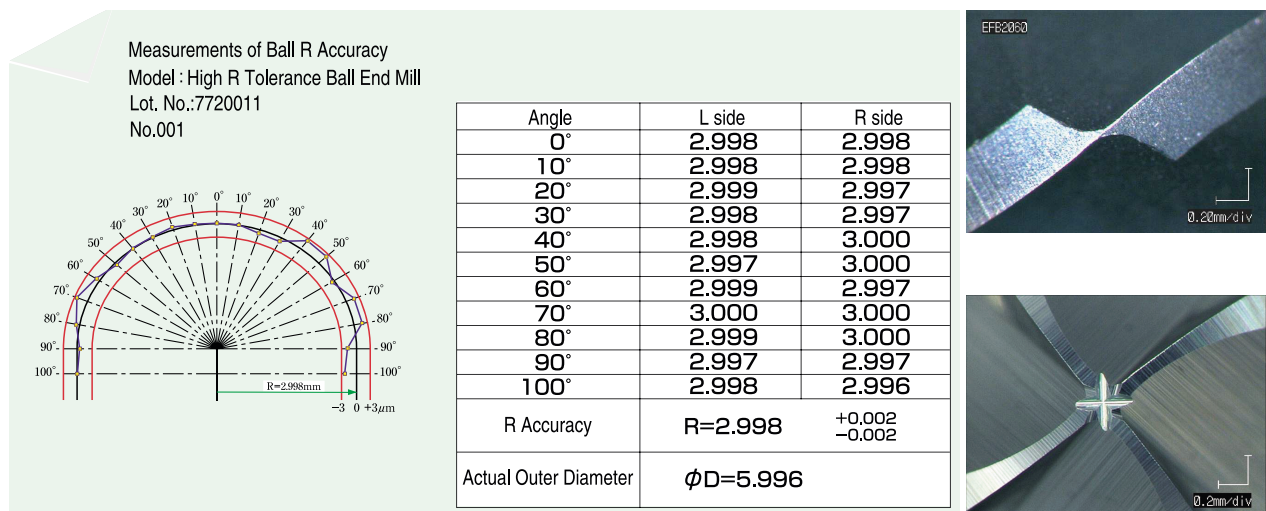 Measurements of Ball R Accuracy
Model : High R Tolerance Ball End Mill
Lot. No.:7720011
No.001
0°
10° 10°
20° 20°
30° 30°
40° 40°
50° 50°
60° 60°
70° 70°
80° 80°
90° 90°
100° 100°
R=2.998mm
−3 0 +3μm
Angle L side R side
0° 2.998 2.998
10° 2.998 2.998
20° 2.999 2.997
30° 2.998 2.997
40° 2.998 3.000
50° 2.997 3.000
60° 2.999 2.997
70° 3.000 3.000
80° 2.999 3.000
90° 2.997 2.997
100° 2.998 2.996
R Accuracy R=2.998 +0.002
−0.002
Actual Outer Diameter ϕD=5.996
EFB2060
0.20mm/div
0.2mm/div